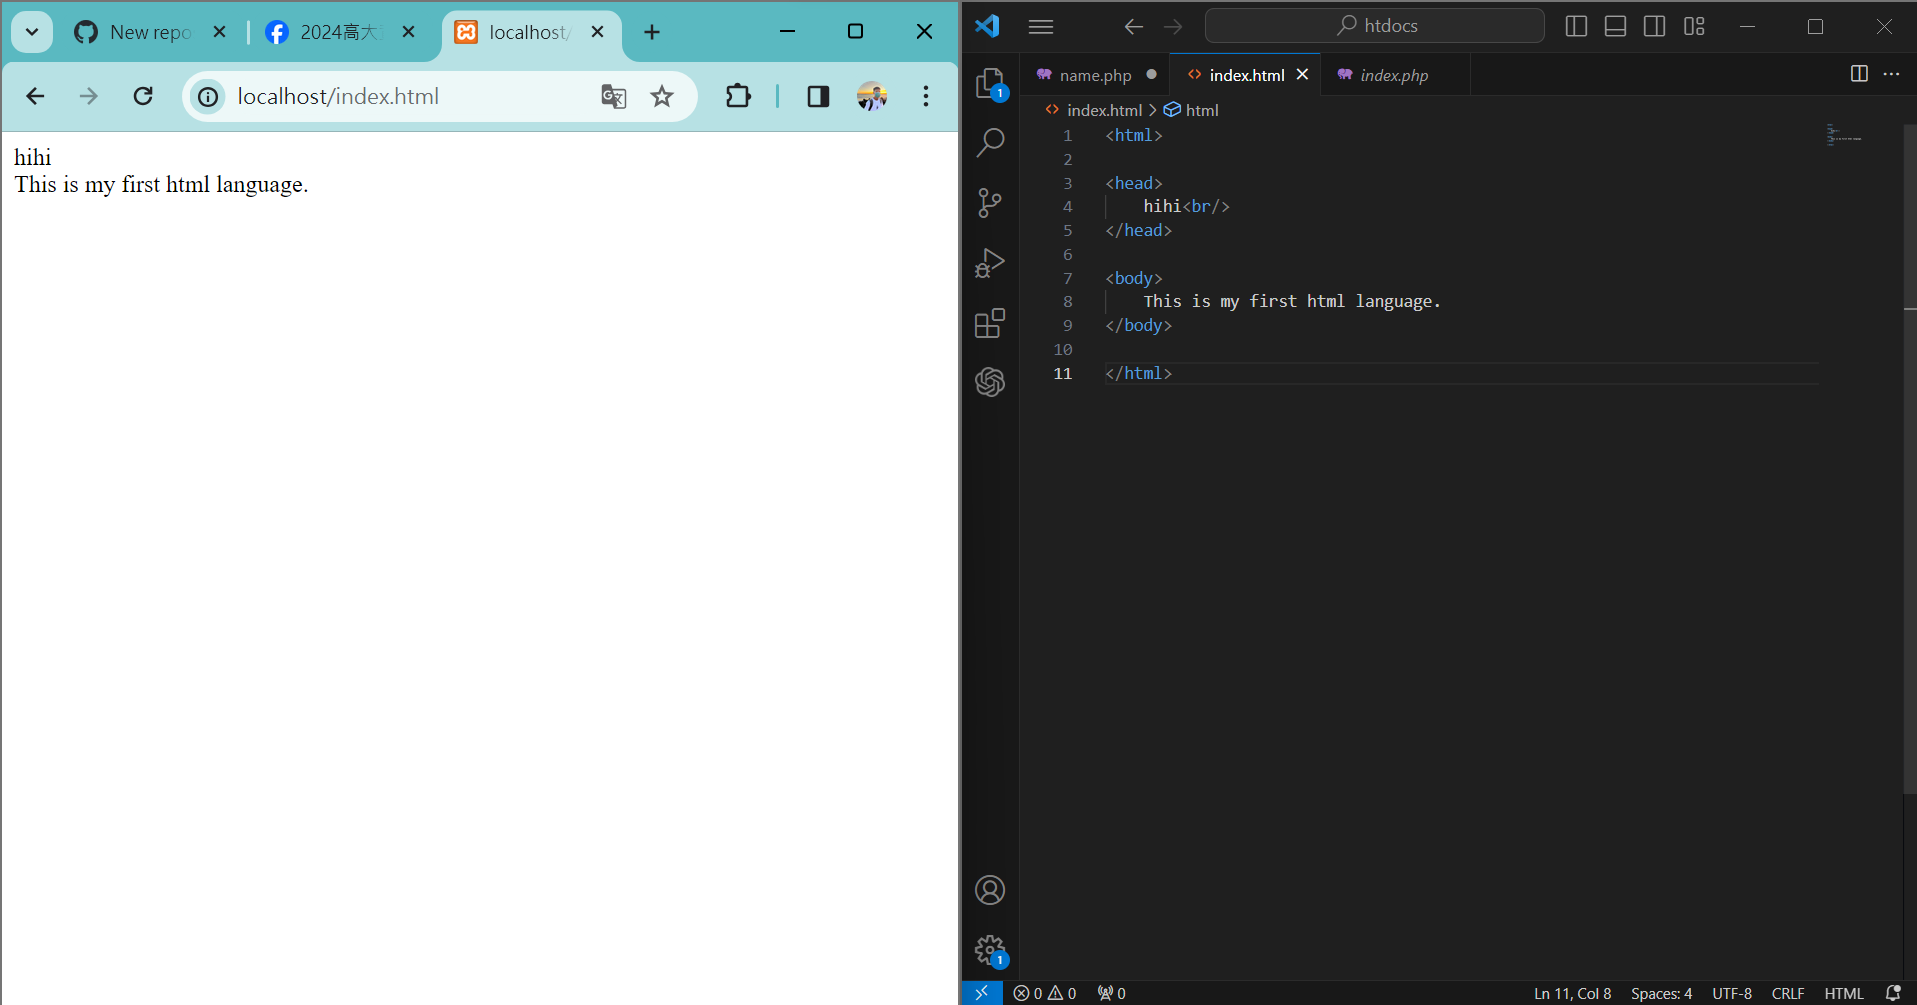 New repo
2024高大
localhost/
localhost/index.html
hihi
This is my first html language.
htdocs
name.php
index.html
index.php
1
index.html > html
1 <html>
2
3 <head>
4 hihi<br/>
5 </head>
6
7 <body>
8 This is my first html language.
9 </body>
10
11 </html>
1
0 0 0
Ln 11, Col 8 Spaces: 4 UTF-8 CRLF HTML